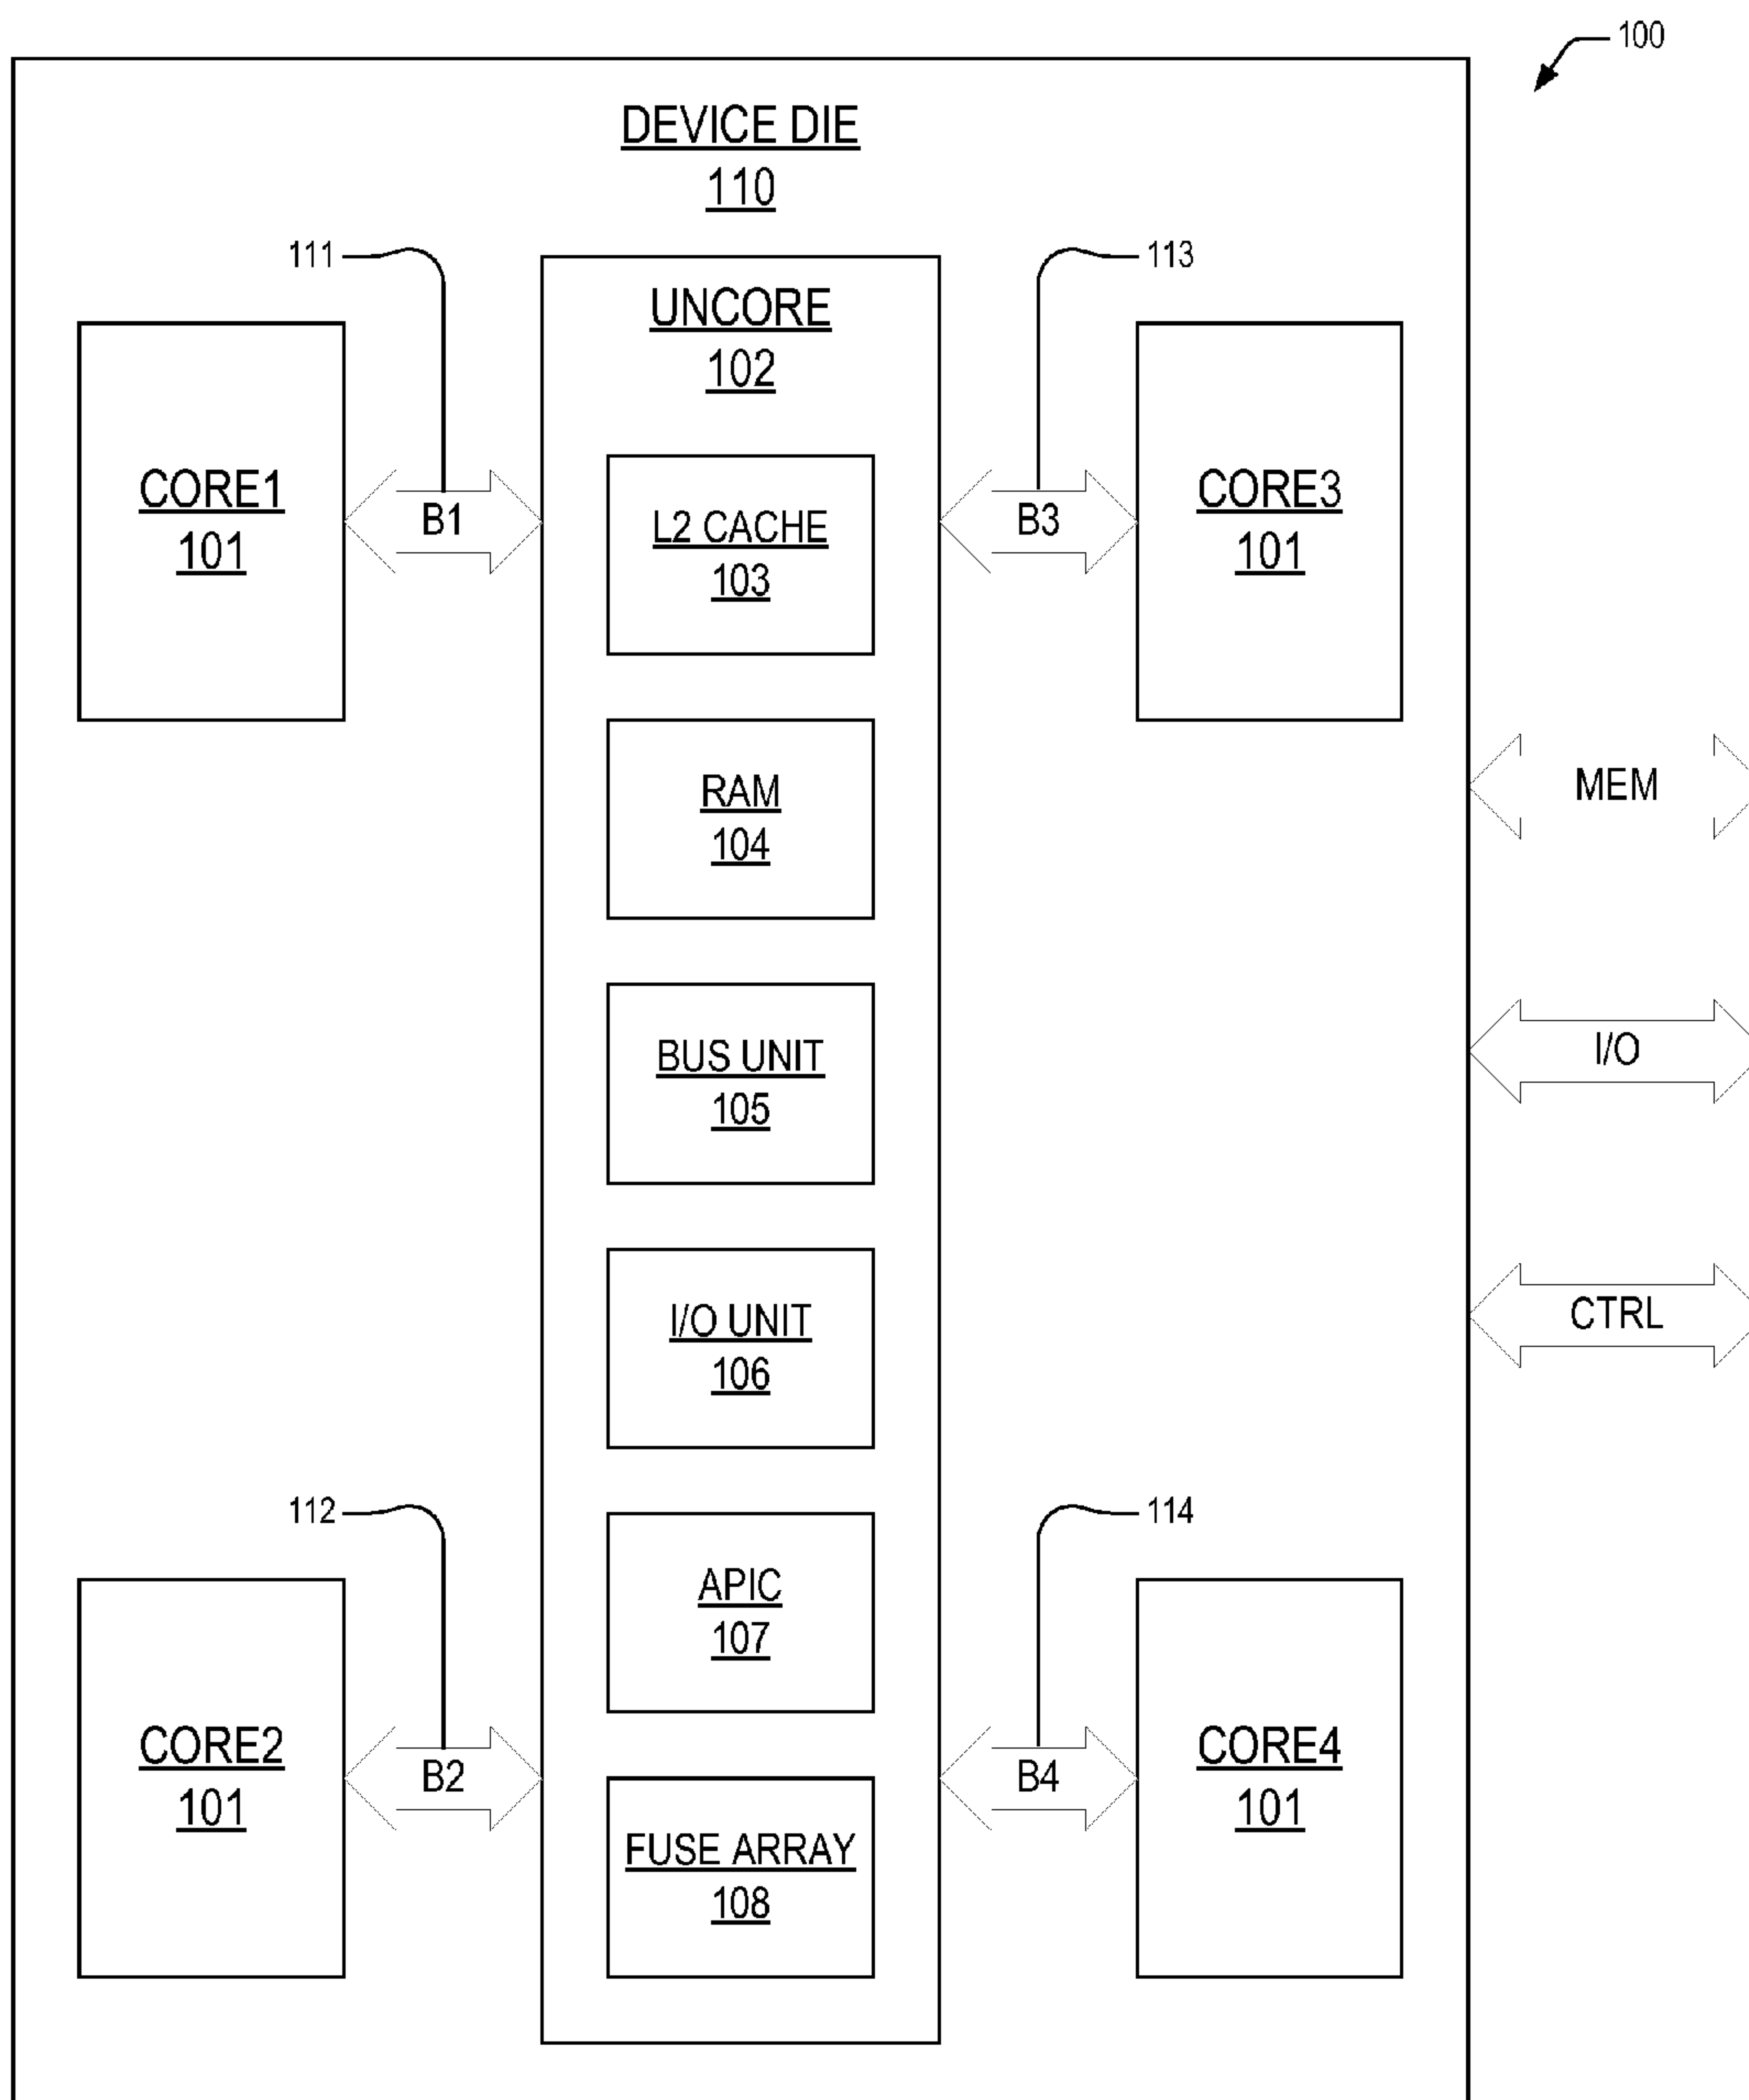 100
DEVICE DIE
110
111
113
UNCORE
102
CORE1
101
B1
L2 CACHE
103
B3
CORE3
101
RAM
104
MEM
BUS UNIT
105
I/O
I/O UNIT
106
CTRL
112
114
APIC
107
CORE2
101
B2
B4
CORE4
101
FUSE ARRAY
108